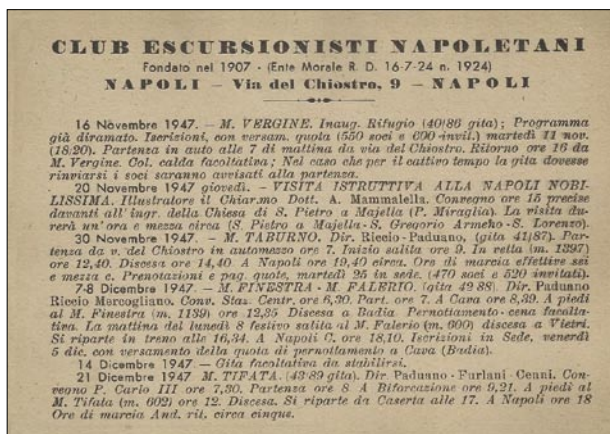 CLUB ESCURSIONISTI NAPOLETANI
Fondato nel 1907 - (Ente Morale R. D. 16-7-24 n. 1924)
NAPOLI – Via del Chiostro, 9 – NAPOLI
16 Novembre 1947. – M. VERGINE. Inaug. Rifugio (40/86 gita); Programma
già diramato. Iscrizioni, con versam. quota (550 soci e 600 invit.) martedì 11 nov.
(18,20). Partenza in auto alle 7 di mattina da via del Chiostro. Ritorno ore 16 da
M. Vergine. Col. calda facoltativa; Nel caso che per il cattivo tempo la gita dovesse
rinviarsi i soci saranno avvisati alla partenza.
20 Novembre 1947 giovedì. – VISITA ISTRUTTIVA ALLA NAPOLI NOBI-
LISSIMA. Illustratore il Chiar.mo Dott. A. Mammalella. Convegno ore 15 precise
davanti all'ingr. della Chiesa di S. Pietro a Majella (P. Miraglia). La visita du-
rerà un'ora e mezza circa (S. Pietro a Majella - S. Gregorio Armeno - S. Lorenzo).
30 Novembre 1947. – M. TABURNO. Dir. Riccio - Paduano. (gita 41/87). Par-
tenza da v. del Chiostro in automezzo ore 7. Inizio salita ore 9. In vetta (m. 1397)
ore 12,40. Discesa ore 14,40. A Napoli ore 19,40 circa. Ore di marcia effettive sei
e mezza c. Prenotazioni e pag. quote, martedì 25 in sede. (470 soci e 520 invitati).
7-8 Dicembre 1947. – M. FINESTRA - M. FALERIO. (gita 42 88). Dir. Paduano
Riccio Mercogliano. Conv. Staz. Centr. ore 6,30. Part. ore 7. A Cava ore 8,39. A piedi
al M. Finestra (m. 1139) ore 12,35 Discesa a Badia Pernottamento - cena facolta-
tiva. La mattina del lunedì 8 festivo salita al M. Falerio (m. 600) discesa a Vietri.
Si riparte in treno alle 16,34. A Napoli C. ore 18,10. Iscrizioni in Sede, venerdì
5 dic. con versamento della quota di pernottamento a Cava (Badia).
14 Dicembre 1947 – Gita facoltativa da stabilirsi.
21 Dicembre 1947 M. TIFATA. (43-89 gita). Dir. Paduano - Furlani - Cenni. Con-
vegno P. Carlo III ore 7,30. Partenza ore 8 A Biforcazione ore 9,21. A piedi al
M. Tifata (m. 602) ore 12. Discesa. Si riparte da Caserta alle 17. A Napoli ore 18
Ore di marcia And. rit. circa cinque.